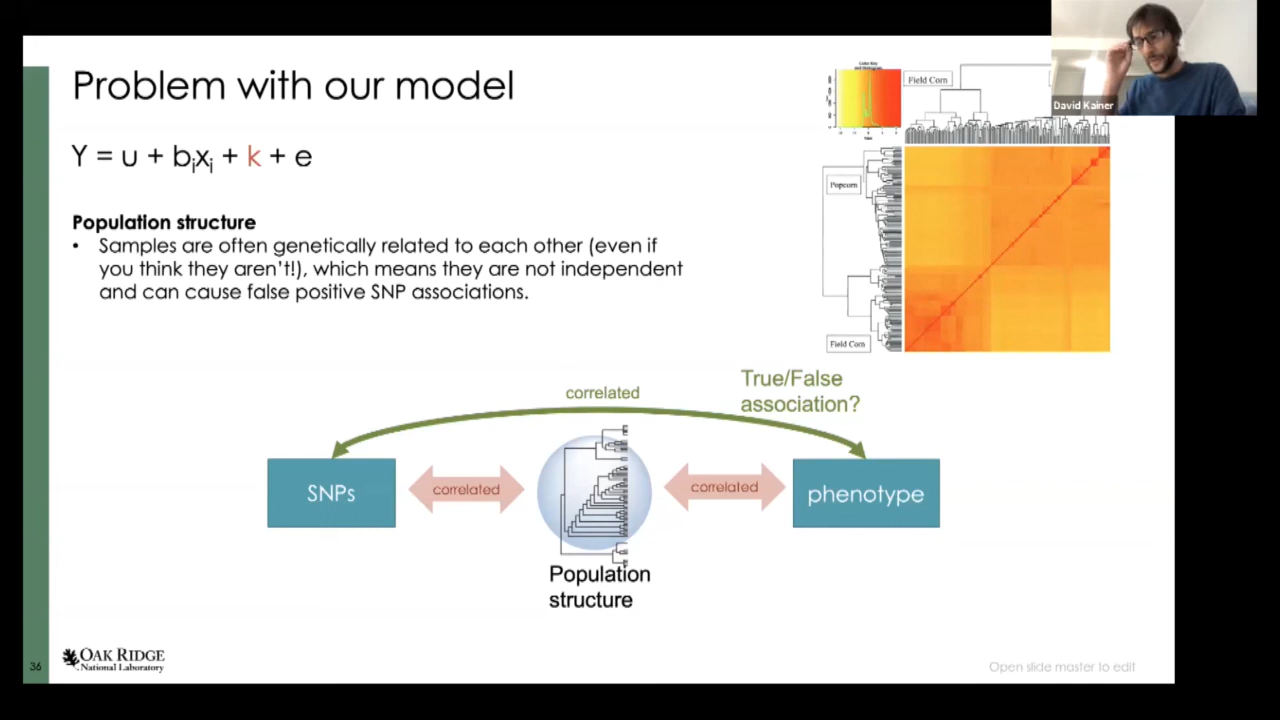 Problem with our model
Y = u + bixi + k + e
Population structure
• Samples are often genetically related to each other (even if
you think they aren't!), which means they are not independent
and can cause false positive SNP associations.
Field Corn
David Kainer
Popcorn
Field Corn
True/False
association?
correlated
SNPs
correlated
correlated
phenotype
Population
structure
36
OAK RIDGE
National Laboratory
Open slide master to edit